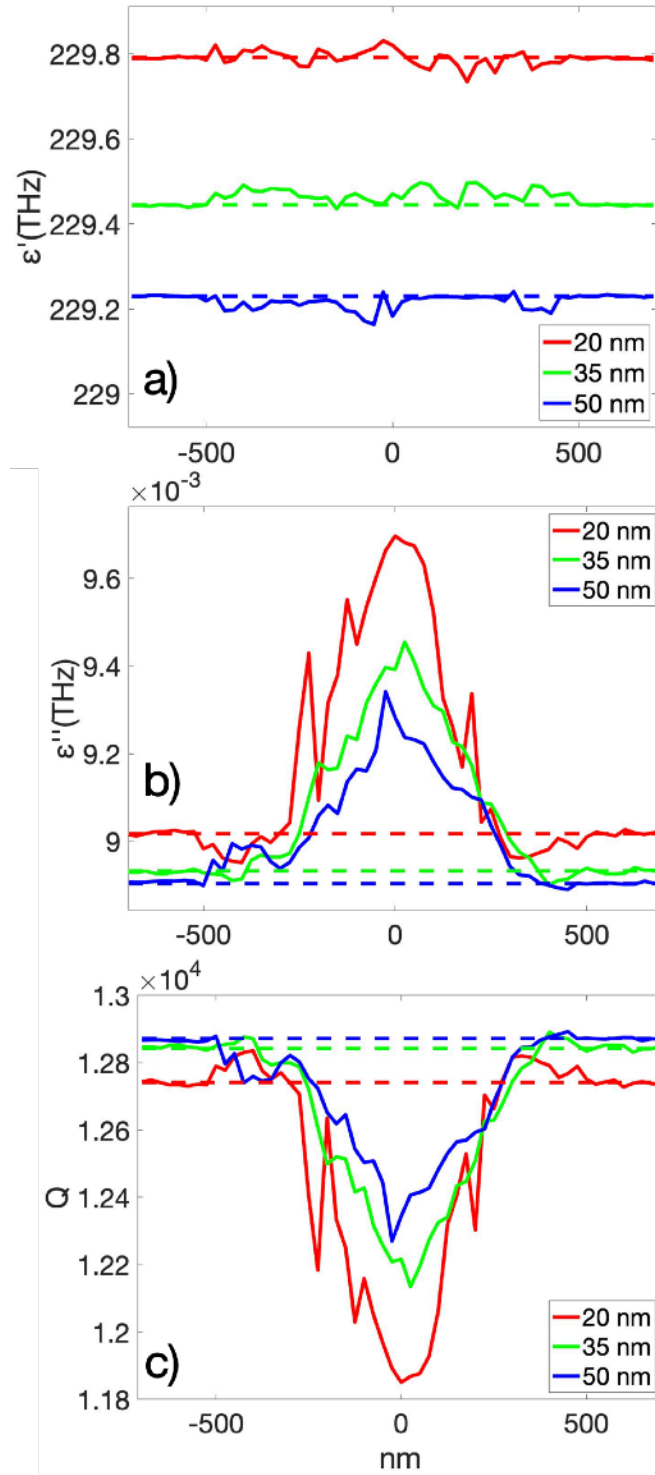 229.8
229.6
229.4
229.2
229
ε'(THz)
a)
20 nm
35 nm
50 nm
-500
0
500
×10⁻³
9.6
9.4
9.2
9
ε''(THz)
b)
20 nm
35 nm
50 nm
-500
0
500
×10⁴
1.3
1.28
1.26
1.24
1.22
1.2
1.18
Q
c)
20 nm
35 nm
50 nm
-500
0
500
nm